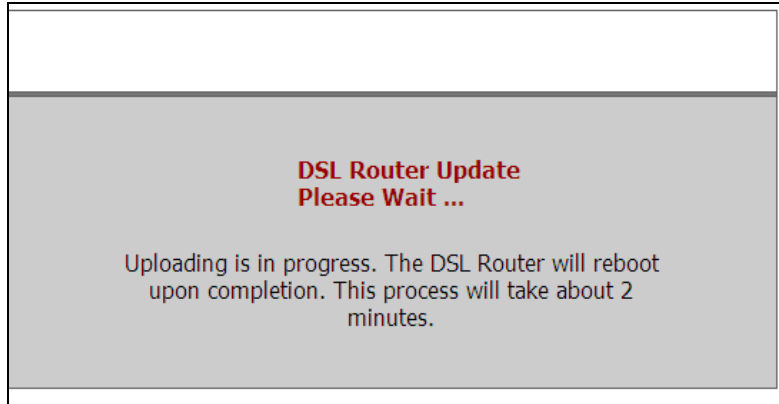 DSL Router Update
Please Wait ...
Uploading is in progress. The DSL Router will reboot
upon completion. This process will take about 2
minutes.